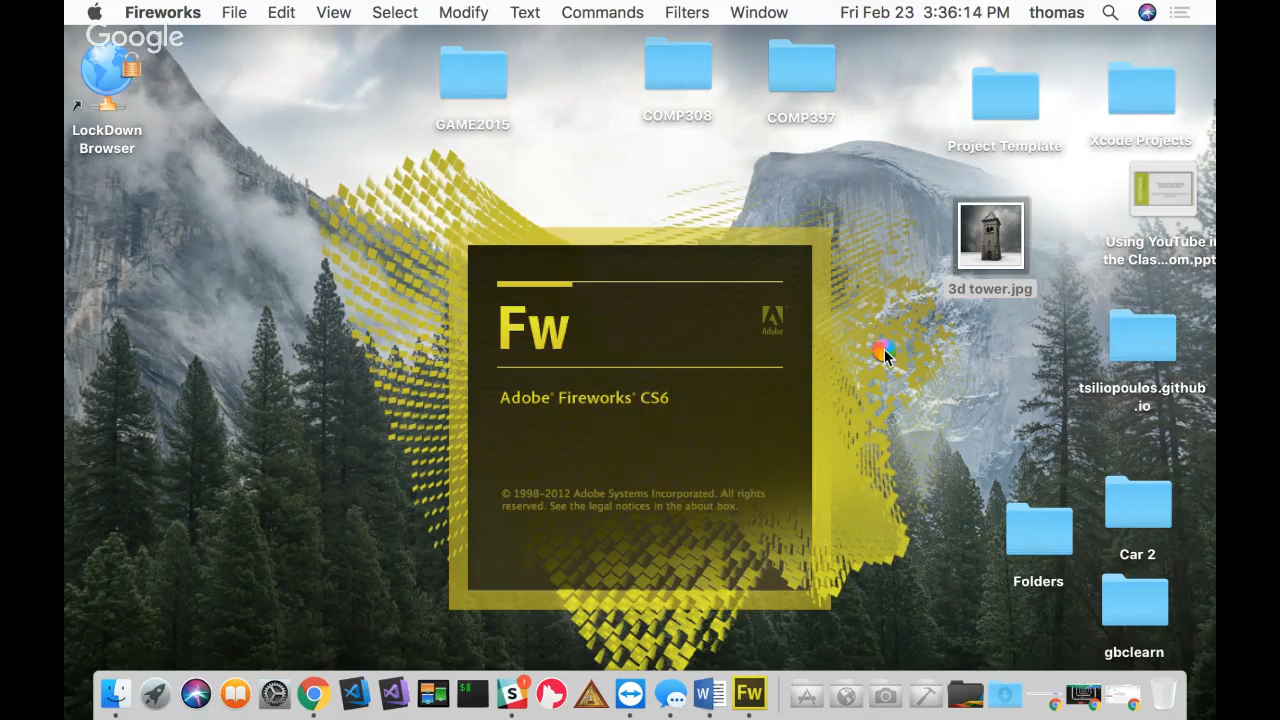 Fireworks File Edit View Select Modify Text Commands Filters Window Fri Feb 23 3:36:14 PM thomas
Google
LockDown
Browser
GAME2015
COMP308
COMP397
Project Template
Xcode Projects
Using YouTube i
the Clas...om.ppt
3d tower.jpg
Fw
Adobe
Adobe® Fireworks® CS6
© 1998-2012 Adobe Systems Incorporated. All rights
reserved. See the legal notices in the about box.
tsiliopoulos.github
.io
Car 2
Folders
gbclearn
$
S
1
W
Fw